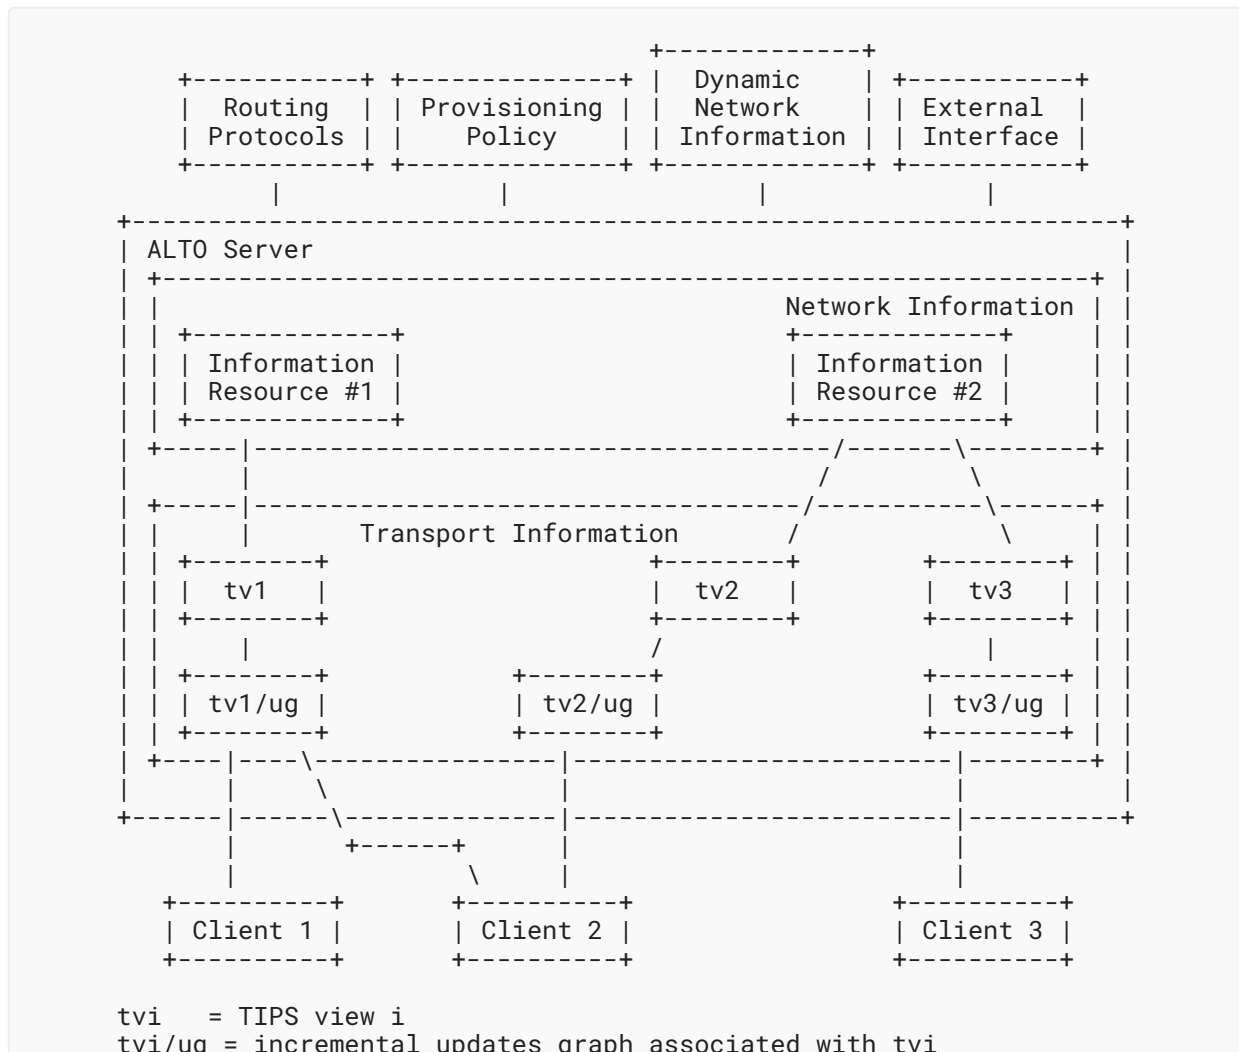 Dynamic
Routing Provisioning Network External
Protocols Policy Information Interface
ALTO Server
Network Information
Information Information
Resource #1 Resource #2
Transport Information
tv1 tv2 tv3
tv1/ug tv2/ug tv3/ug
Client 1 Client 2 Client 3
tvi = TIPS view i
tvi/ug = incremental updates graph associated with tvi